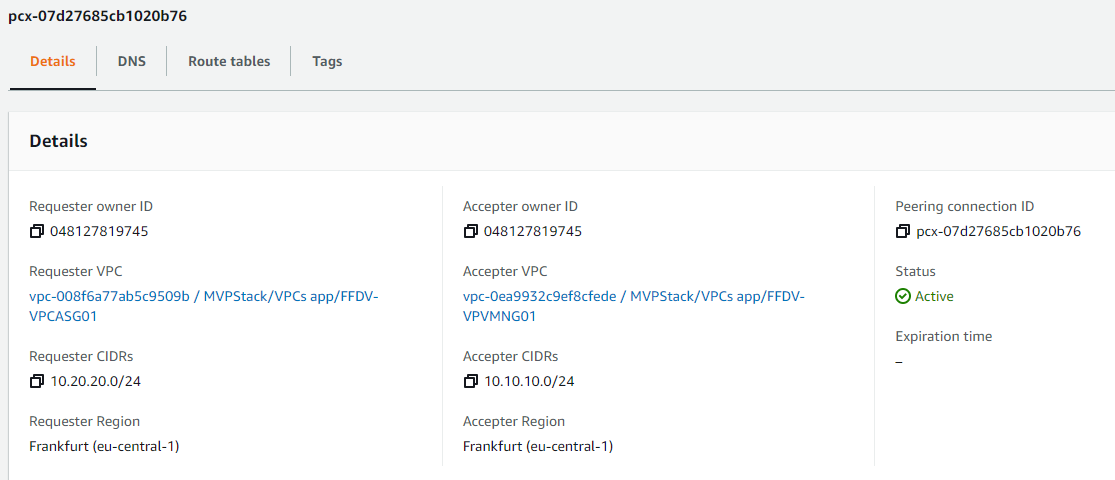 pcx-07d27685cb1020b76
Details
DNS
Route tables
Tags
Details
Requester owner ID
048127819745
Requester VPC
vpc-008f6a77ab5c9509b / MVPStack/VPCs app/FFDV-
VPCASG01
Requester CIDRs
10.20.20.0/24
Requester Region
Frankfurt (eu-central-1)
Accepter owner ID
048127819745
Accepter VPC
vpc-0ea9932c9ef8cfede / MVPStack/VPCs app/FFDV-
VPVMNG01
Accepter CIDRs
10.10.10.0/24
Accepter Region
Frankfurt (eu-central-1)
Peering connection ID
pcx-07d27685cb1020b76
Status
Active
Expiration time
–